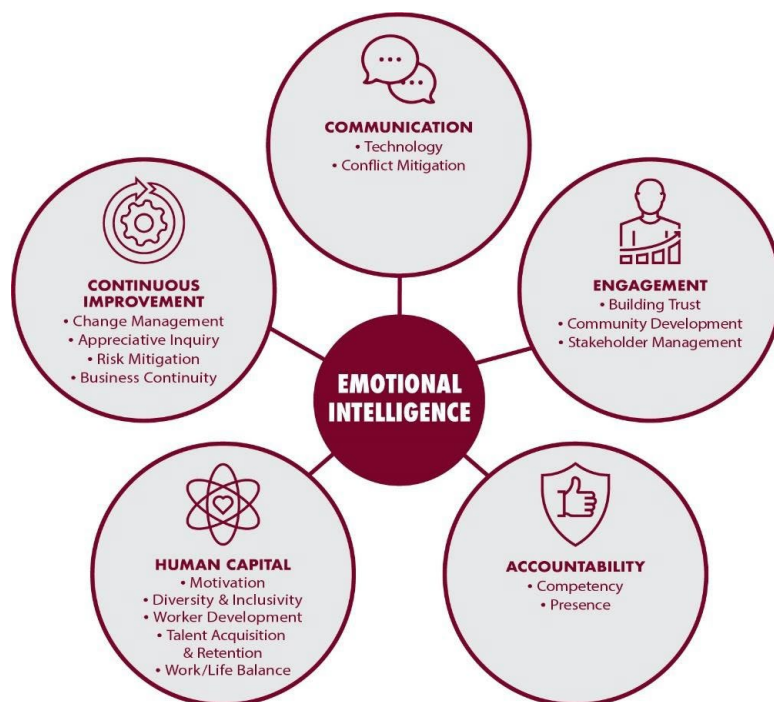 COMMUNICATION
• Technology
• Conflict Mitigation
CONTINUOUS
IMPROVEMENT
• Change Management
• Appreciative Inquiry
• Risk Mitigation
• Business Continuity
ENGAGEMENT
• Building Trust
• Community Development
• Stakeholder Management
EMOTIONAL
INTELLIGENCE
HUMAN CAPITAL
• Motivation
• Diversity & Inclusivity
• Worker Development
• Talent Acquisition
& Retention
• Work/Life Balance
ACCOUNTABILITY
• Competency
• Presence